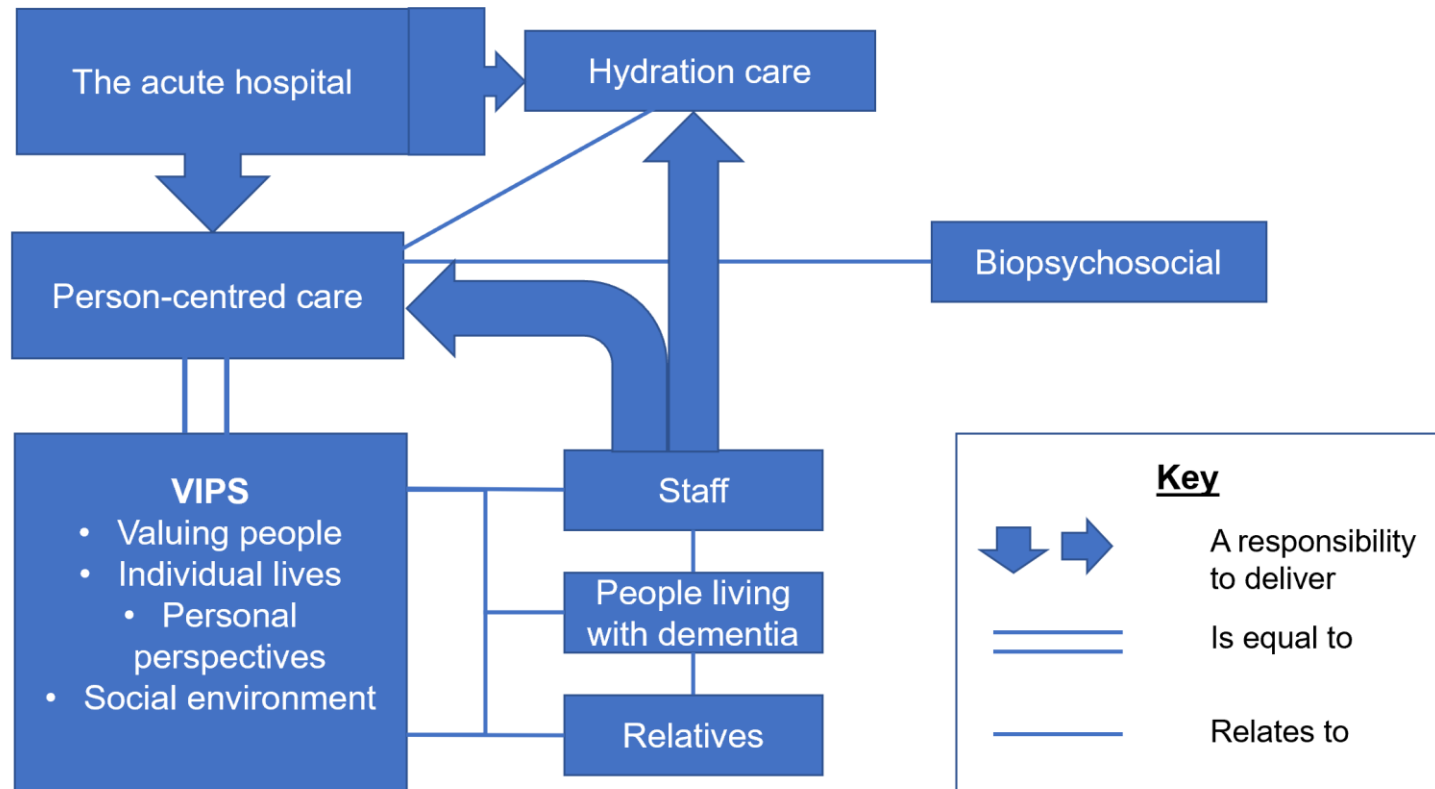 The acute hospital
Hydration care
Person-centred care
Biopsychosocial
VIPS
• Valuing people
• Individual lives
• Personal
perspectives
• Social environment
Staff
People living
with dementia
Relatives
Key
A responsibility
to deliver
Is equal to
Relates to